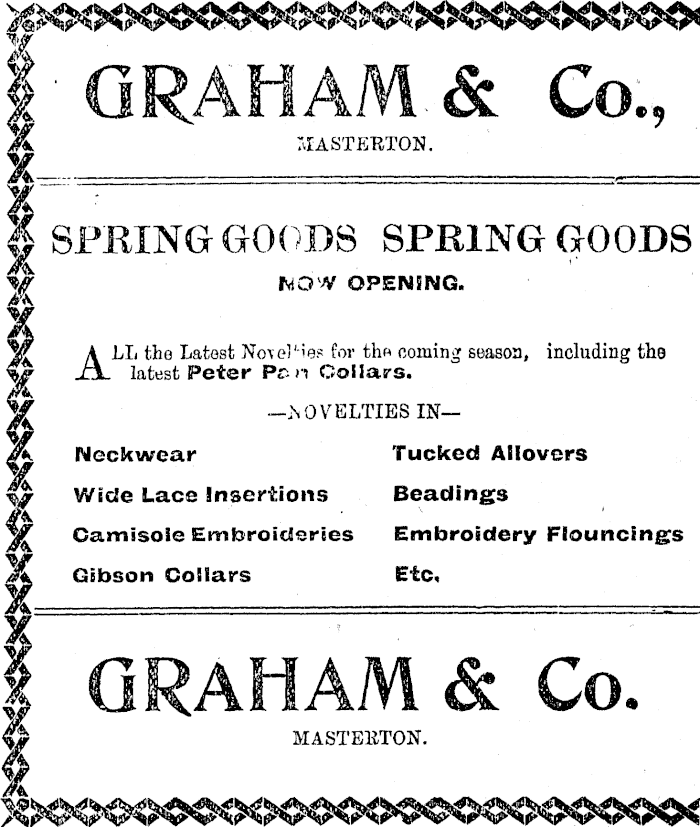 GRAHAM & Co.,
MASTERTON.
SPRING GOODS SPRING GOODS
NOW OPENING.
ALL the Latest Novelties for the coming season, including the
latest Peter Pan Collars.
—NOVELTIES IN—
Neckwear
Wide Lace Insertions
Camisole Embroideries
Gibson Collars
Tucked Allovers
Beadings
Embroidery Flouncings
Etc.
GRAHAM & Co.
MASTERTON.